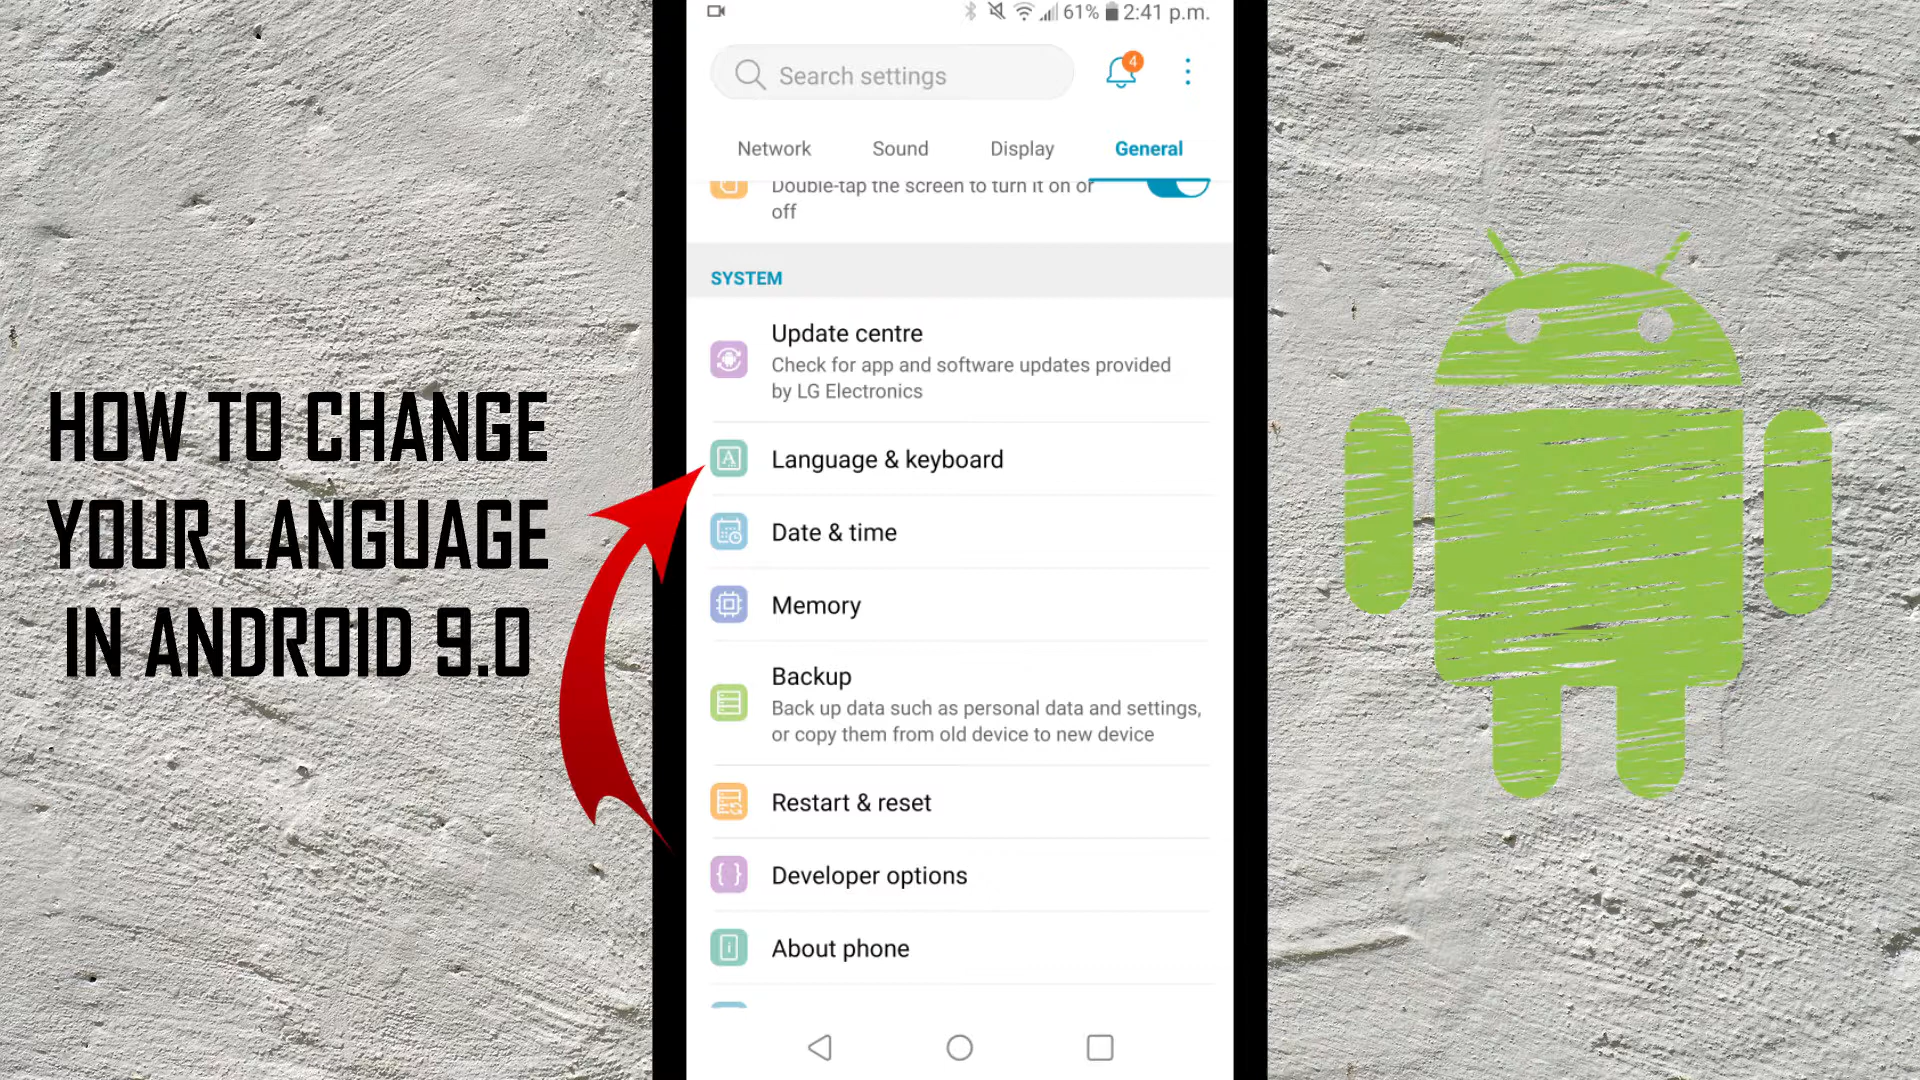 61% 2:41 p.m.
Search settings
4
Network Sound Display General
Double-tap the screen to turn it on or
off
SYSTEM
Update centre
Check for app and software updates provided
by LG Electronics
Language & keyboard
Date & time
Memory
Backup
Back up data such as personal data and settings,
or copy them from old device to new device
Restart & reset
Developer options
About phone
HOW TO CHANGE
YOUR LANGUAGE
IN ANDROID 9.0